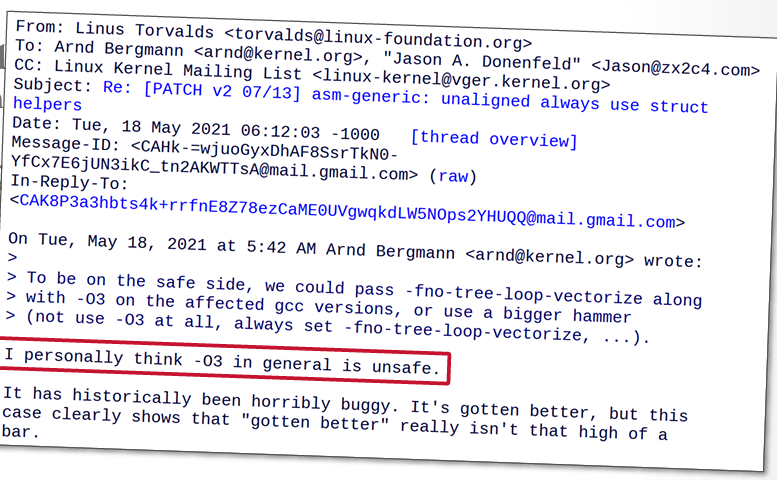 From: Linus Torvalds <torvalds@linux-foundation.org>
To: Arnd Bergmann <arnd@kernel.org>, "Jason A. Donenfeld" <Jason@zx2c4.com>
CC: Linux Kernel Mailing List <linux-kernel@vger.kernel.org>
Subject: Re: [PATCH v2 07/13] asm-generic: unaligned always use struct
helpers
Date: Tue, 18 May 2021 06:12:03 -1000 [thread overview]
Message-ID: <CAHk-=wjuoGyxDhAF8SsrTkN0-
YfCx7E6jUN3ikC_tn2AKWTTsA@mail.gmail.com> (raw)
In-Reply-To:
<CAK8P3a3hbts4k+rrfnE8Z78ezCaME0UVgwqkdLW5NOps2YHUQQ@mail.gmail.com>
On Tue, May 18, 2021 at 5:42 AM Arnd Bergmann <arnd@kernel.org> wrote:
>
> To be on the safe side, we could pass -fno-tree-loop-vectorize along
> with -O3 on the affected gcc versions, or use a bigger hammer
> (not use -O3 at all, always set -fno-tree-loop-vectorize, ...).
I personally think -O3 in general is unsafe.
It has historically been horribly buggy. It's gotten better, but this
case clearly shows that "gotten better" really isn't that high of a
bar.